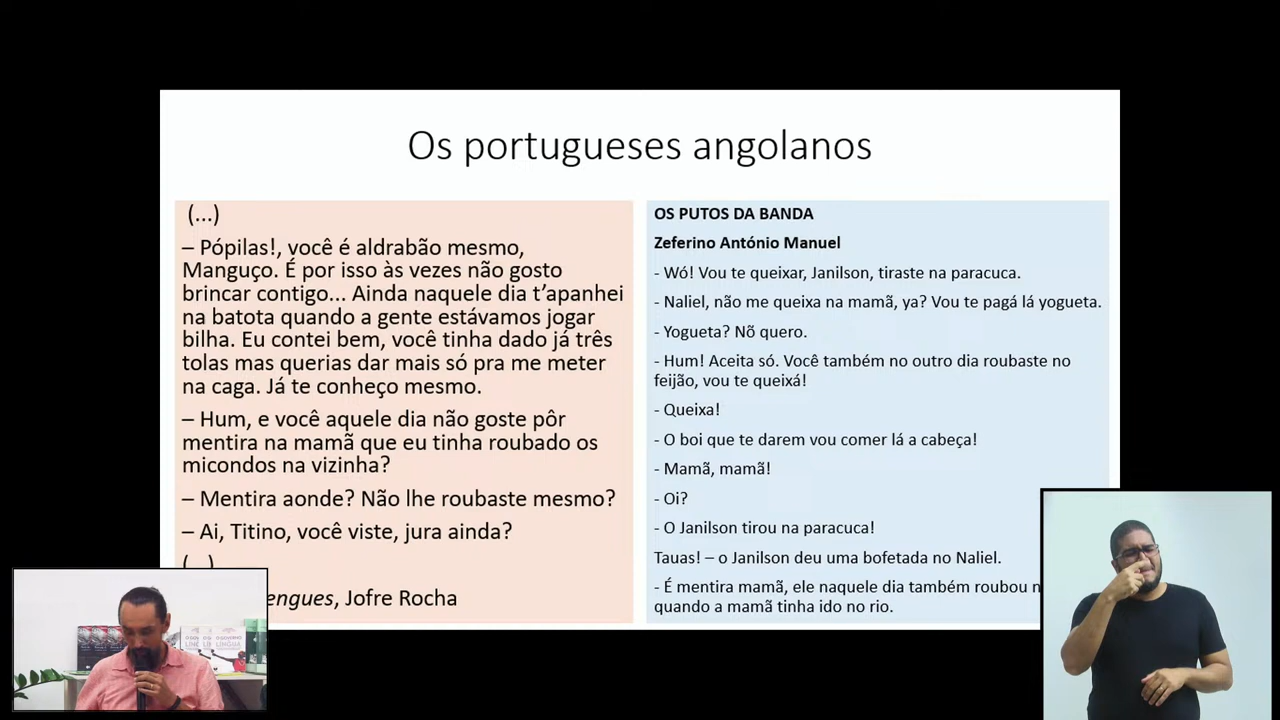 Os portugueses angolanos
(...)
– Pópilas!, você é aldrabão mesmo,
Manguço. É por isso às vezes não gosto
brincar contigo... Ainda naquele dia t’apanhei
na batota quando a gente estávamos jogar
bilha. Eu contei bem, você tinha dado já três
tolas mas querias dar mais só pra me meter
na caga. Já te conheço mesmo.
– Hum, e você aquele dia não goste pôr
mentira na mamã que eu tinha roubado os
micondos na vizinha?
– Mentira aonde? Não lhe roubaste mesmo?
– Ai, Titino, você viste, jura ainda?
(...)
engues, Jofre Rocha
OS PUTOS DA BANDA
Zeferino António Manuel
- Wó! Vou te queixar, Janilson, tiraste na paracuca.
- Naliel, não me queixa na mamã, ya? Vou te pagá lá yogueta.
- Yogueta? Nõ quero.
- Hum! Aceita só. Você também no outro dia roubaste no
feijão, vou te queixá!
- Queixa!
- O boi que te darem vou comer lá a cabeça!
- Mamã, mamã!
- Oi?
- O Janilson tirou na paracuca!
Tauas! – o Janilson deu uma bofetada no Naliel.
- É mentira mamã, ele naquele dia também roubou
quando a mamã tinha ido no rio.